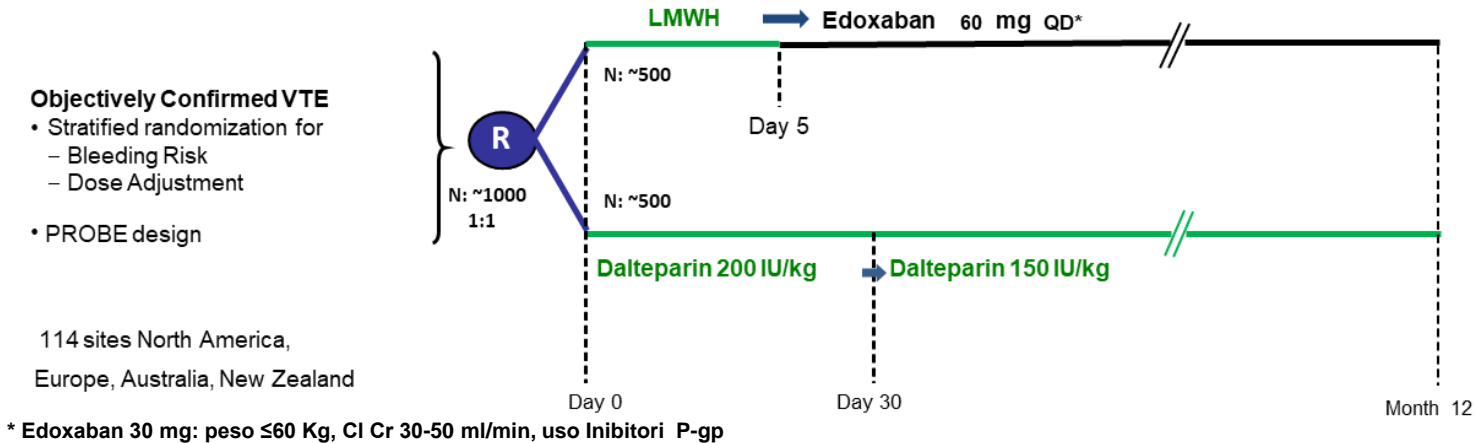 LMWH Edoxaban 60 mg QD*
Objectively Confirmed VTE
• Stratified randomization for
– Bleeding Risk
– Dose Adjustment
• PROBE design
R
N: ~1000
1:1
N: ~500
Day 5
N: ~500
Dalteparin 200 IU/kg Dalteparin 150 IU/kg
114 sites North America,
Europe, Australia, New Zealand
Day 0
Day 30
Month 12
* Edoxaban 30 mg: peso ≤60 Kg, Cl Cr 30-50 ml/min, uso Inibitori P-gp